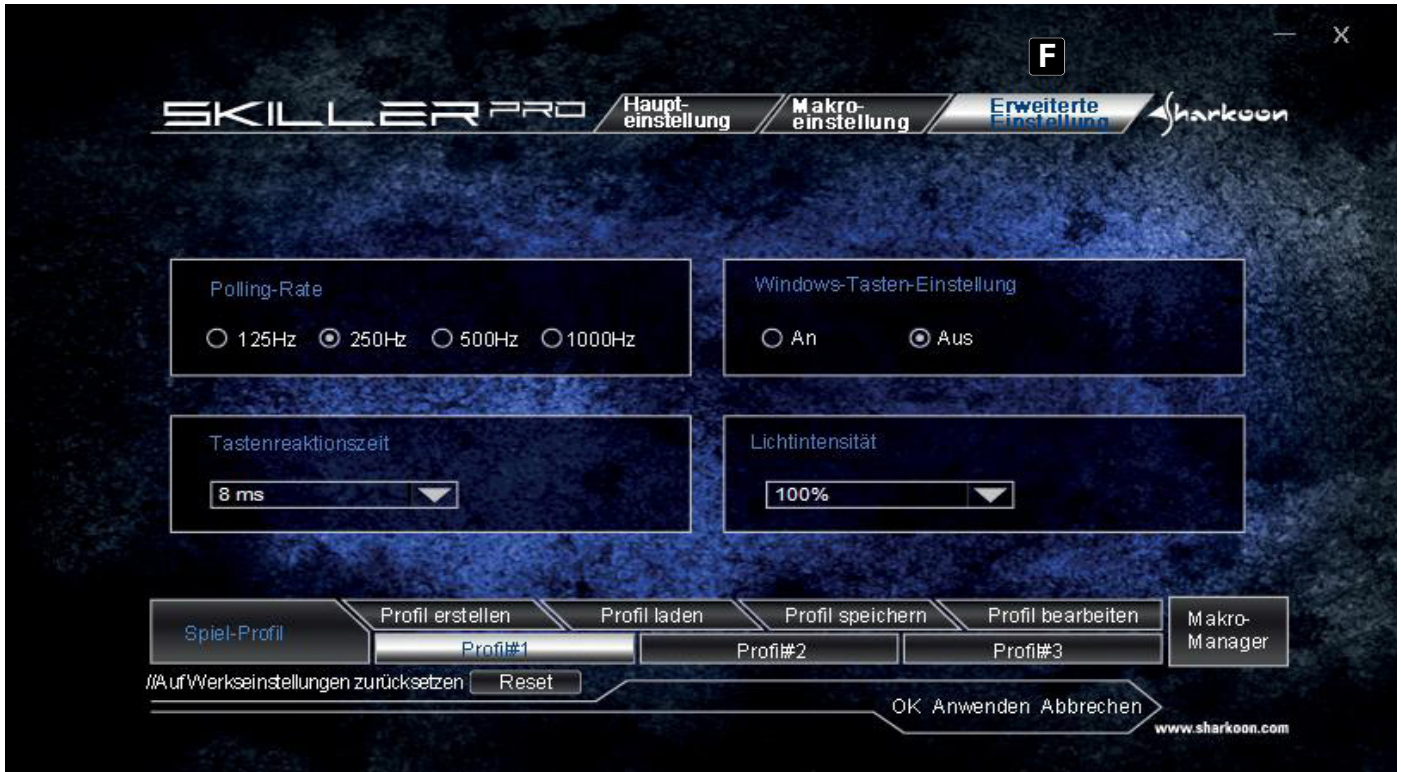 X
F
SKILLER PRO
Haupt-
einstellung
Makro-
einstellung
Erweiterte
Einstellung
Sharkoon
Polling-Rate
125Hz 250Hz 500Hz 1000Hz
Windows-Tasten-Einstellung
An Aus
Tastenreaktionszeit
8 ms
Lichtintensität
100%
Spiel-Profil
Profil erstellen Profil laden Profil speichern Profil bearbeiten
Profil#1 Profil#2 Profil#3
Makro-
Manager
//Auf Werkseinstellungen zurücksetzen Reset
OK Anwenden Abbrechen
www.sharkoon.com